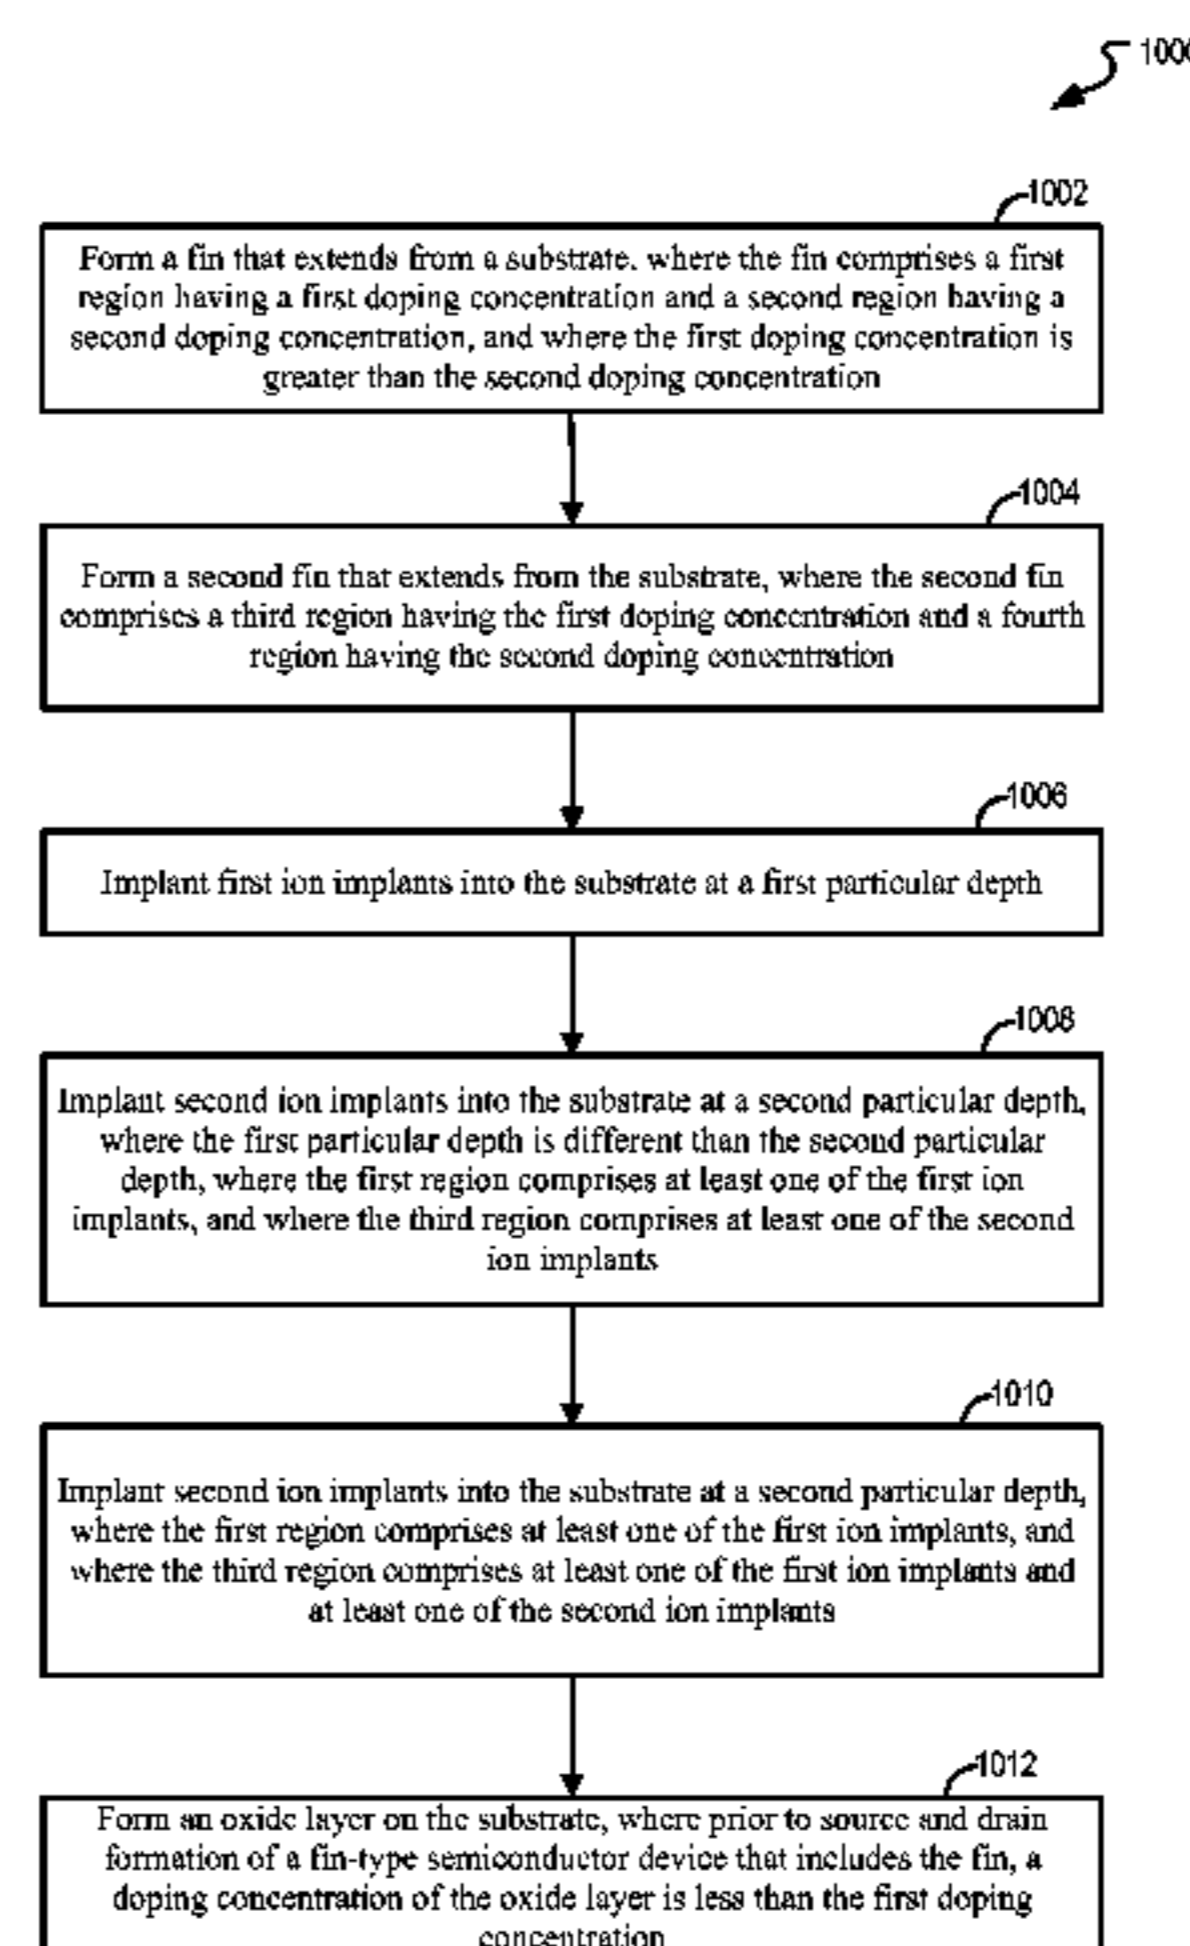 1000
1002
Form a fin that extends from a substrate, where the fin comprises a first
region having a first doping concentration and a second region having a
second doping concentration, and where the first doping concentration is
greater than the second doping concentration
1004
Form a second fin that extends from the substrate, where the second fin
comprises a third region having the first doping concentration and a fourth
region having the second doping concentration
1006
Implant first ion implants into the substrate at a first particular depth
1008
Implant second ion implants into the substrate at a second particular depth,
where the first particular depth is different than the second particular
depth, where the first region comprises at least one of the first ion
implants, and where the third region comprises at least one of the second
ion implants
1010
Implant second ion implants into the substrate at a second particular depth,
where the first region comprises at least one of the first ion implants, and
where the third region comprises at least one of the first ion implants and
at least one of the second ion implants
1012
Form an oxide layer on the substrate, where prior to source and drain
formation of a fin-type semiconductor device that includes the fin, a
doping concentration of the oxide layer is less than the first doping
concentration